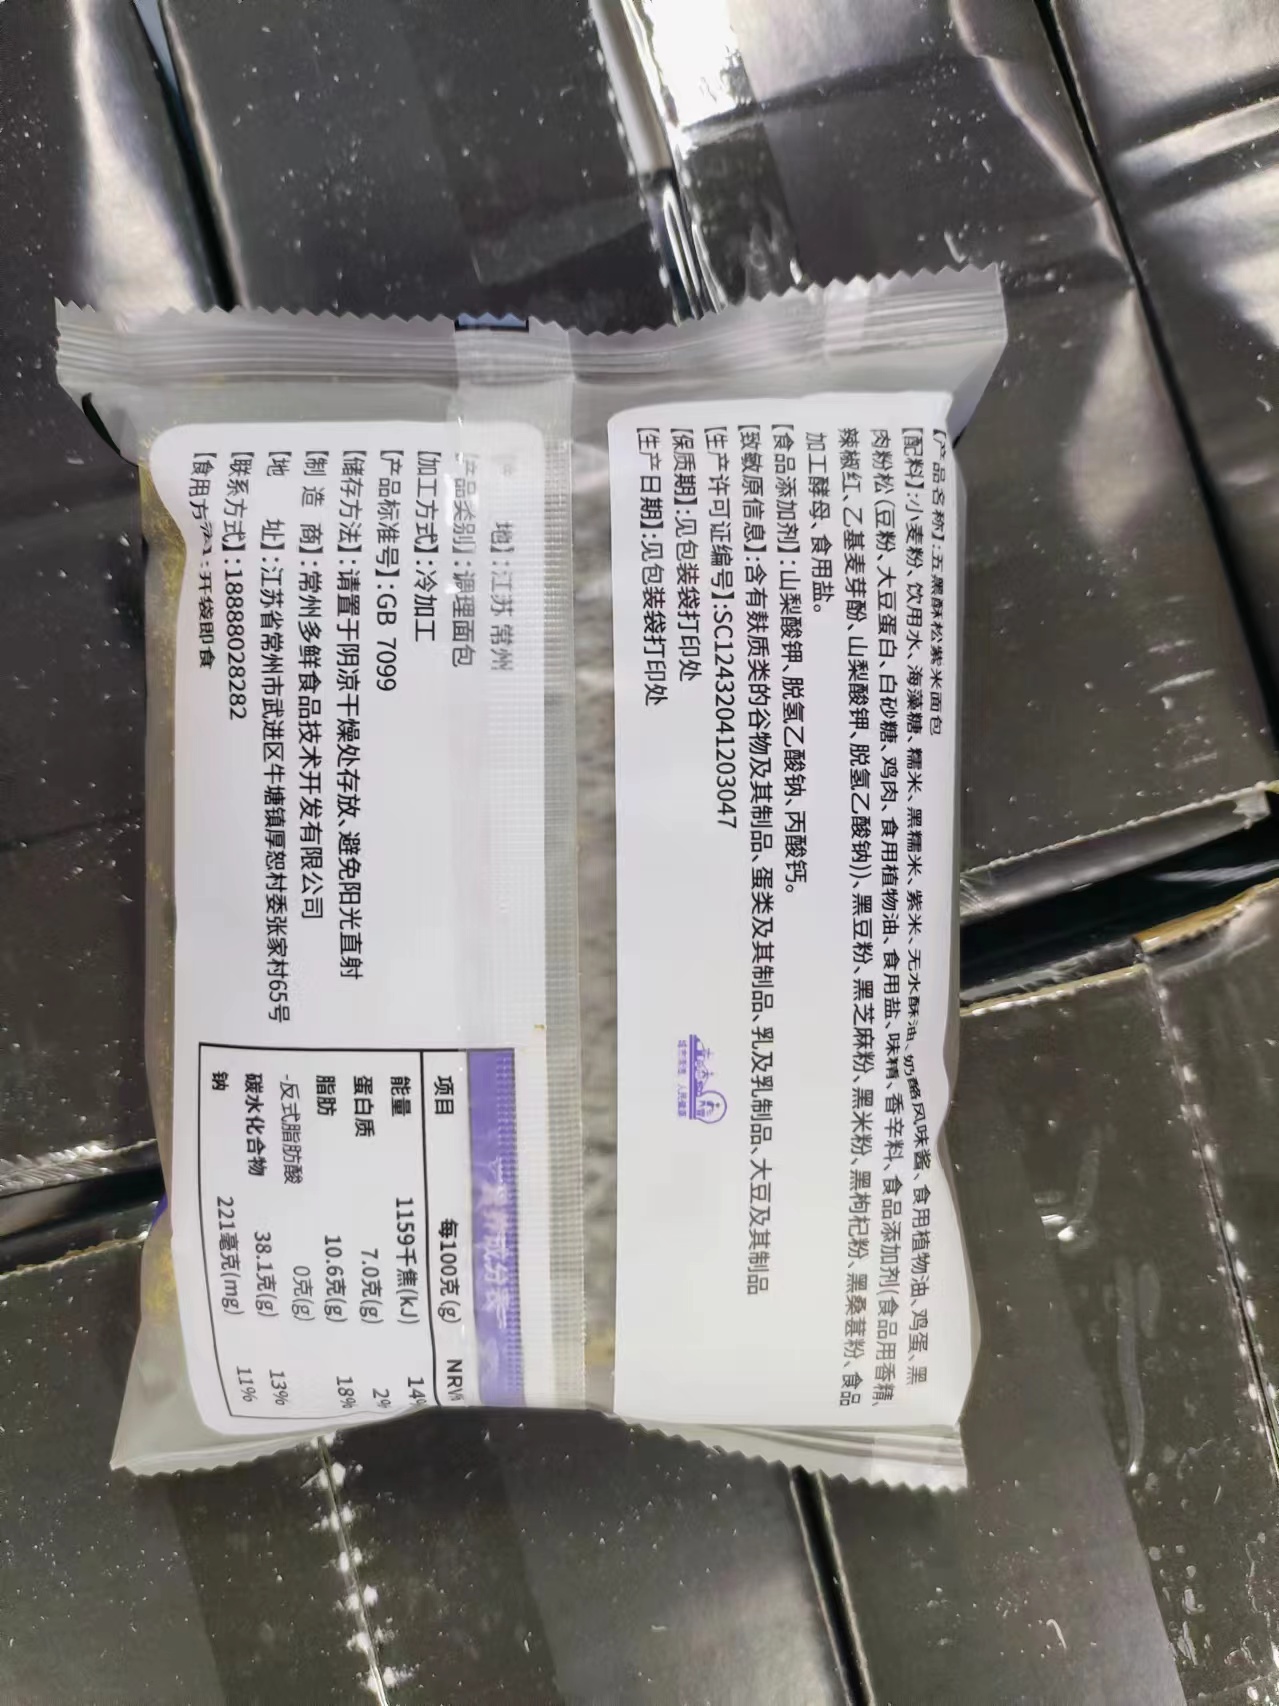 【产品名称】:五黑酥松紫米面包
【配料】:小麦粉、饮用水、海藻糖、糯米、黑糯米、紫米、无水酥油、奶酪风味酱、食用植物油、鸡蛋、黑
肉粉松(豆粉、大豆蛋白、白砂糖、鸡肉、食用植物油、食用盐、味精、香辛料、食品添加剂(食品用香精、
辣椒红、乙基麦芽酚、山梨酸钾、脱氢乙酸钠))、黑豆粉、黑芝麻粉、黑米粉、黑枸杞粉、黑桑葚粉、食品
加工酵母、食用盐。
【食品添加剂】:山梨酸钾、脱氢乙酸钠、丙酸钙。
【致敏原信息】:含有麸质类的谷物及其制品、蛋类及其制品、乳及乳制品、大豆及其制品
【生产许可证编号】:SC12432041203047
【保质期】:见包装袋打印处
【生产日期】:见包装袋打印处
地】:江苏 常州
产品类别】:调理面包
【加工方式】:冷加工
【产品标准号】:GB 7099
【储存方法】:请置于阴凉干燥处存放、避免阳光直射
【制 造 商】:常州多鲜食品技术开发有限公司
【地 址】:江苏省常州市武进区牛塘镇厚恕村委张家村65号
【联系方式】:18888028282
【食用方法】:开袋即食
营养成分表
项目 每100克(g) NRV%
能量 1159千焦(kJ) 14%
蛋白质 7.0克(g) 2%
脂肪 10.6克(g) 18%
-反式脂肪酸 0克(g)
碳水化合物 38.1克(g) 13%
钠 221毫克(mg) 11%